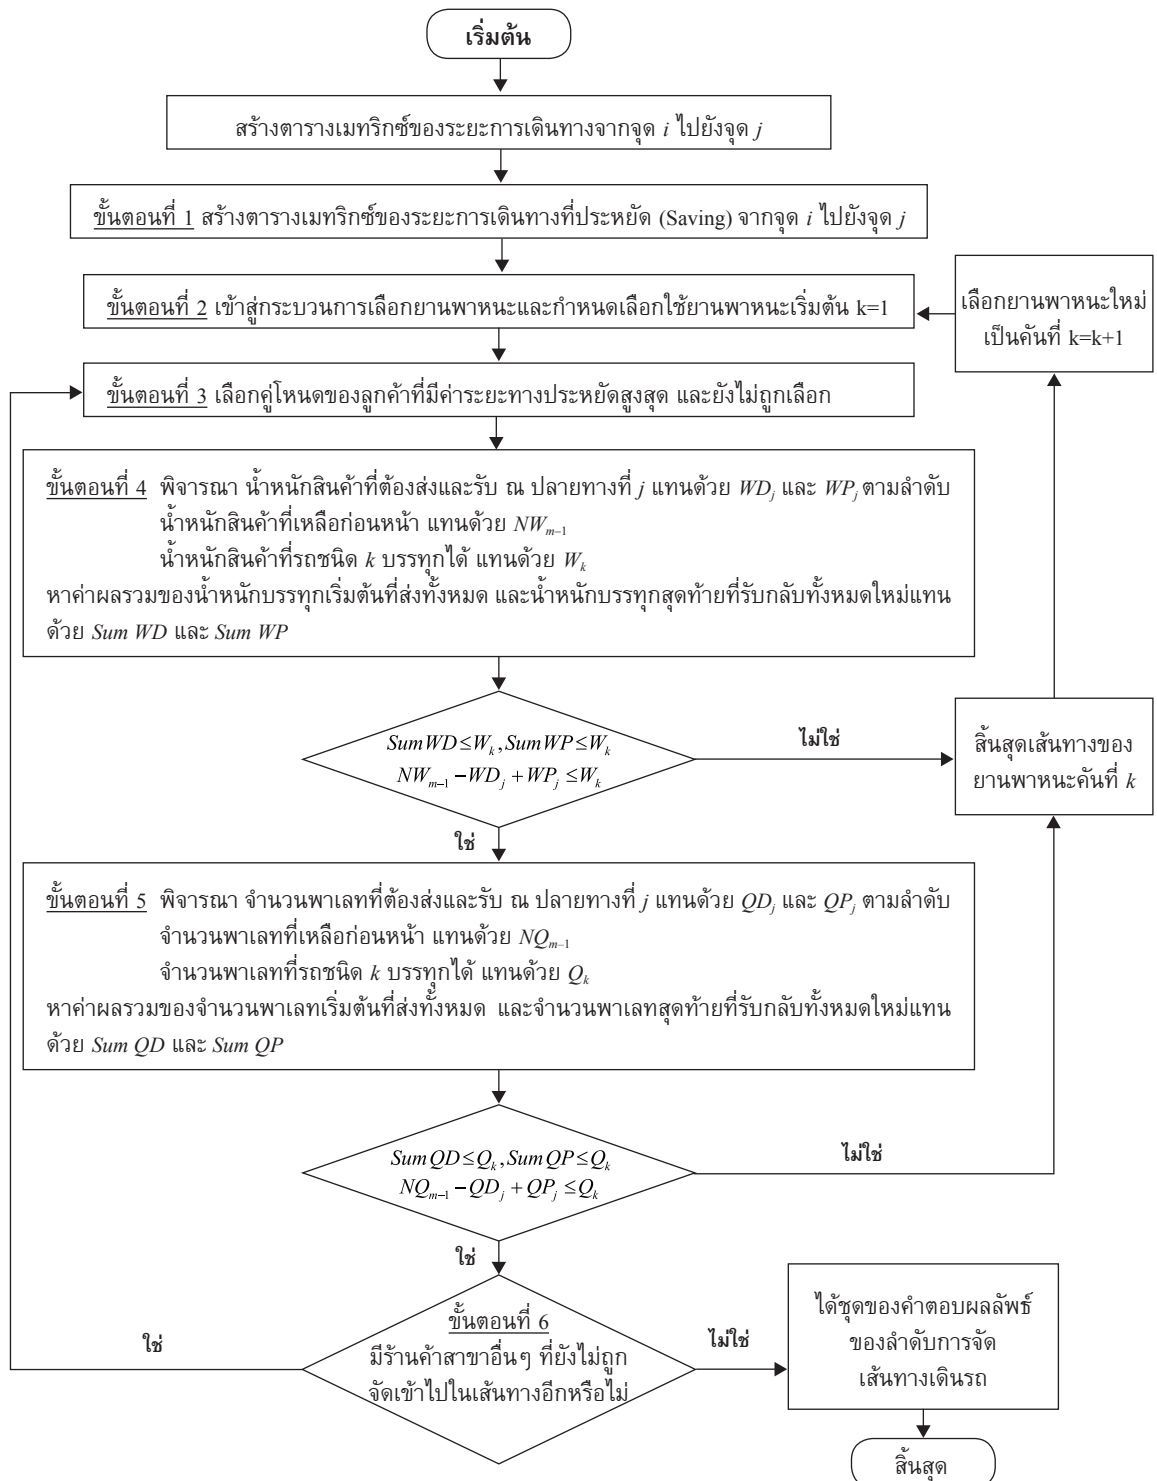 เริ่มต้น
สร้างตารางเมทริกซ์ของระยะการเดินทางจากจุด i ไปยังจุด j
ขั้นตอนที่ 1 สร้างตารางเมทริกซ์ของระยะการเดินทางที่ประหยัด (Saving) จากจุด i ไปยังจุด j
ขั้นตอนที่ 2 เข้าสู่กระบวนการเลือกยานพาหนะและกำหนดเลือกใช้ยานพาหนะเริ่มต้น k=1
เลือกยานพาหนะใหม่
เป็นคันที่ k=k+1
ขั้นตอนที่ 3 เลือกคู่โหนดของลูกค้าที่มีค่าระยะทางประหยัดสูงสุด และยังไม่ถูกเลือก
ขั้นตอนที่ 4 พิจารณา น้ำหนักสินค้าที่ต้องส่งและรับ ณ ปลายทางที่ j แทนด้วย WD_j และ WP_j ตามลำดับ
น้ำหนักสินค้าที่เหลือก่อนหน้า แทนด้วย NW_{m-1}
น้ำหนักสินค้าที่รถชนิด k บรรทุกได้ แทนด้วย W_k
หาค่าผลรวมของน้ำหนักบรรทุกเริ่มต้นที่ส่งทั้งหมด และน้ำหนักบรรทุกสุดท้ายที่รับกลับทั้งหมดใหม่แทน
ด้วย Sum WD และ Sum WP
Sum WD ≤ W_k, Sum WP ≤ W_k
NW_{m-1} − WD_j + WP_j ≤ W_k
ไม่ใช่
สิ้นสุดเส้นทางของ
ยานพาหนะคันที่ k
ใช่
ขั้นตอนที่ 5 พิจารณา จำนวนพาเลทที่ต้องส่งและรับ ณ ปลายทางที่ j แทนด้วย QD_j และ QP_j ตามลำดับ
จำนวนพาเลทที่เหลือก่อนหน้า แทนด้วย NQ_{m-1}
จำนวนพาเลทที่รถชนิด k บรรทุกได้ แทนด้วย Q_k
หาค่าผลรวมของจำนวนพาเลทเริ่มต้นที่ส่งทั้งหมด และจำนวนพาเลทสุดท้ายที่รับกลับทั้งหมดใหม่แทน
ด้วย Sum QD และ Sum QP
Sum QD ≤ Q_k, Sum QP ≤ Q_k
NQ_{m-1} − QD_j + QP_j ≤ Q_k
ไม่ใช่
ใช่
ขั้นตอนที่ 6
มีร้านค้าสาขาอื่นๆ ที่ยังไม่ถูก
จัดเข้าไปในเส้นทางอีกหรือไม่
ใช่
ไม่ใช่
ได้ชุดของคำตอบผลลัพธ์
ของลำดับการจัด
เส้นทางเดินรถ
สิ้นสุด